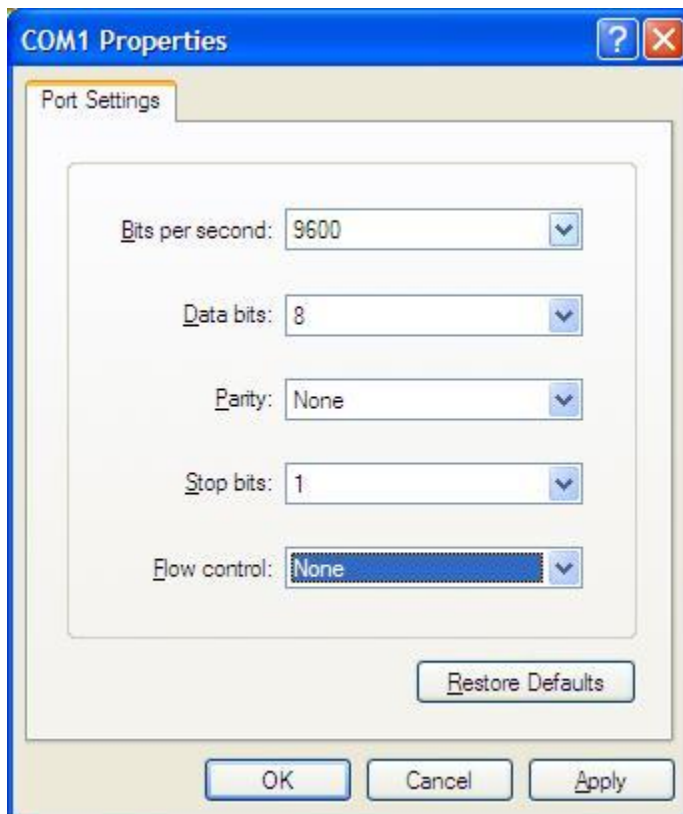 COM1 Properties
Port Settings
Bits per second: 9600
Data bits: 8
Parity: None
Stop bits: 1
Flow control: None
Restore Defaults
OK Cancel Apply